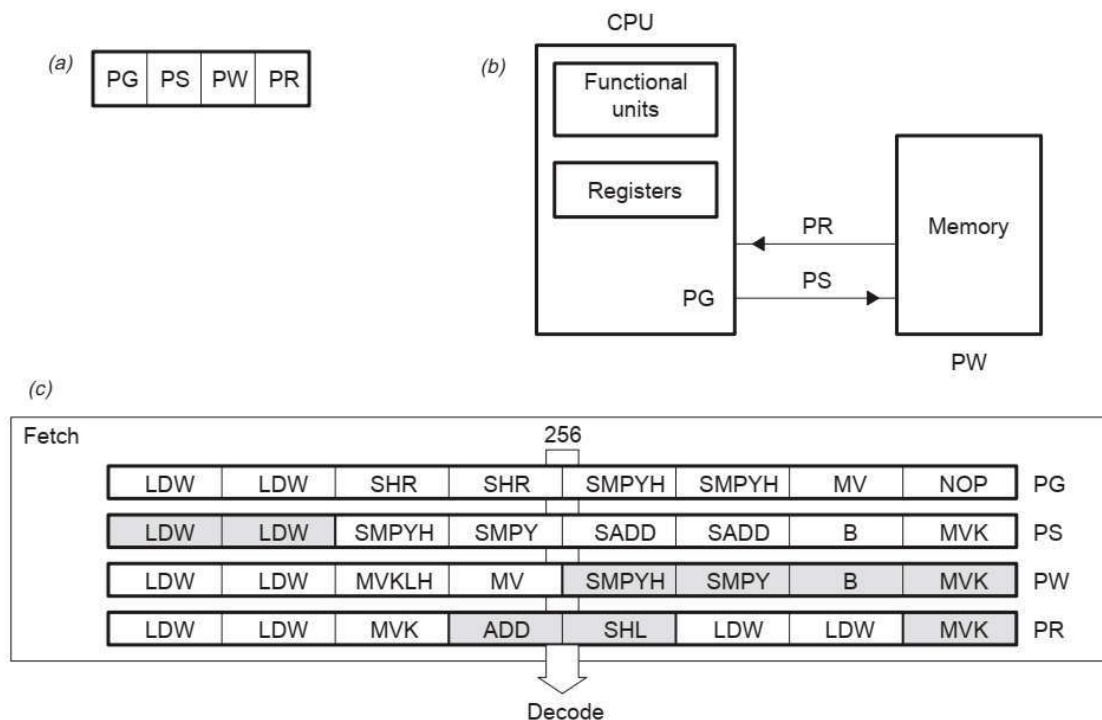 (a)
PG PS PW PR
(b)
CPU
Functional
units
Registers
PR
PS
PG
Memory
PW
(c)
Fetch
256
LDW LDW SHR SHR SMPYH SMPYH MV NOP PG
LDW LDW SMPYH SMPY SADD SADD B MVK PS
LDW LDW MVKLH MV SMPYH SMPY B MVK PW
LDW LDW MVK ADD SHL LDW LDW MVK PR
Decode